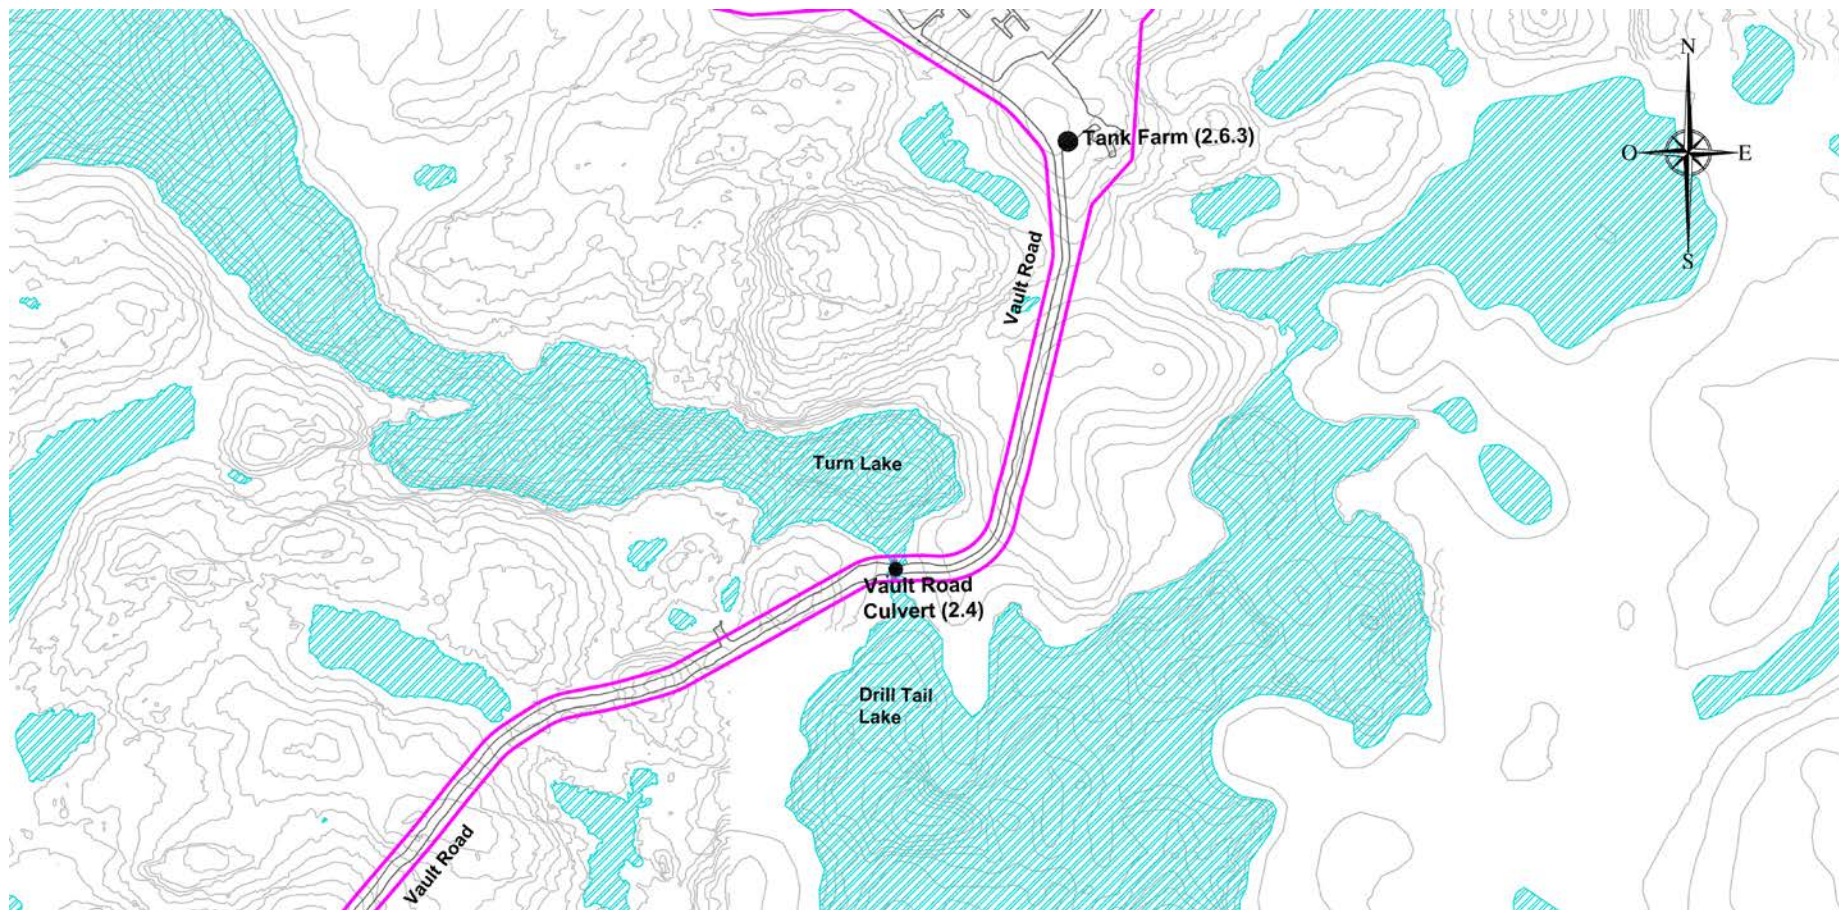 N
Tank Farm (2.6.3)
O
E
Vault Road
S
Turn Lake
Vault Road
Culvert (2.4)
Drill Tail
Lake
Vault Road